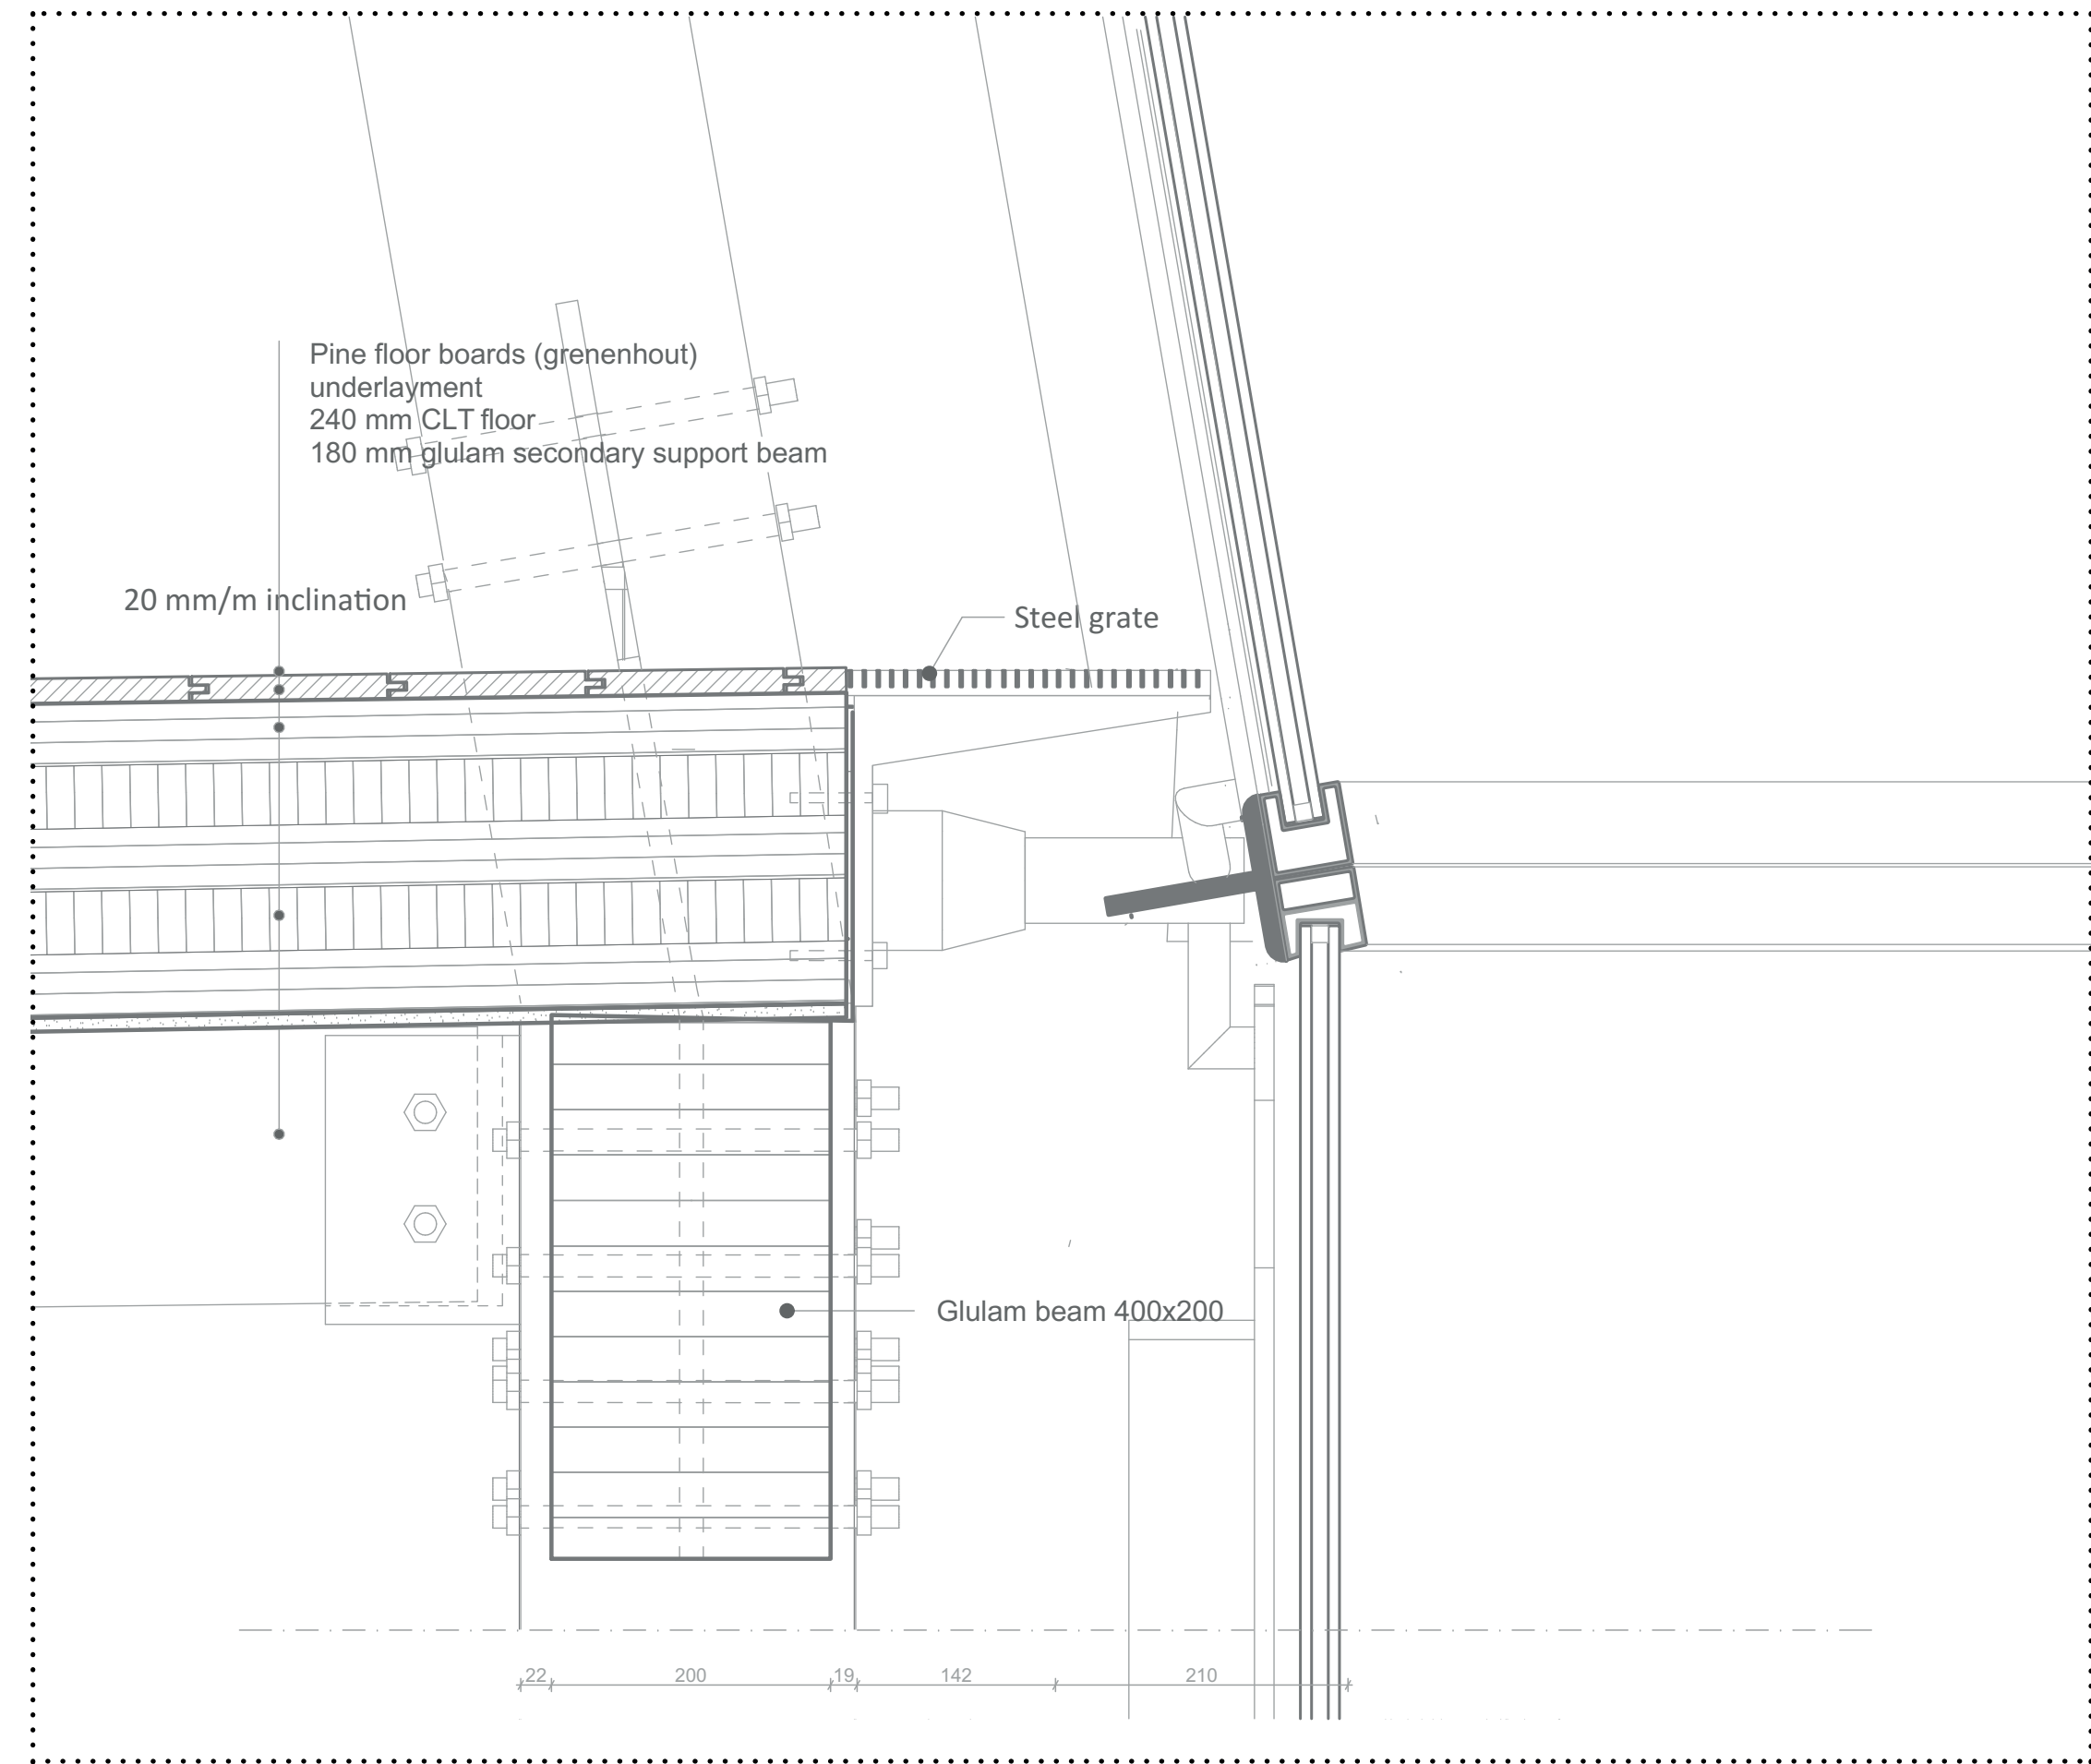 Pine floor boards (grenenhout)
underlayment
240 mm CLT floor
180 mm glulam secondary support beam
20 mm/m inclination
Steel grate
Glulam beam 400x200
22 200 19 142 210